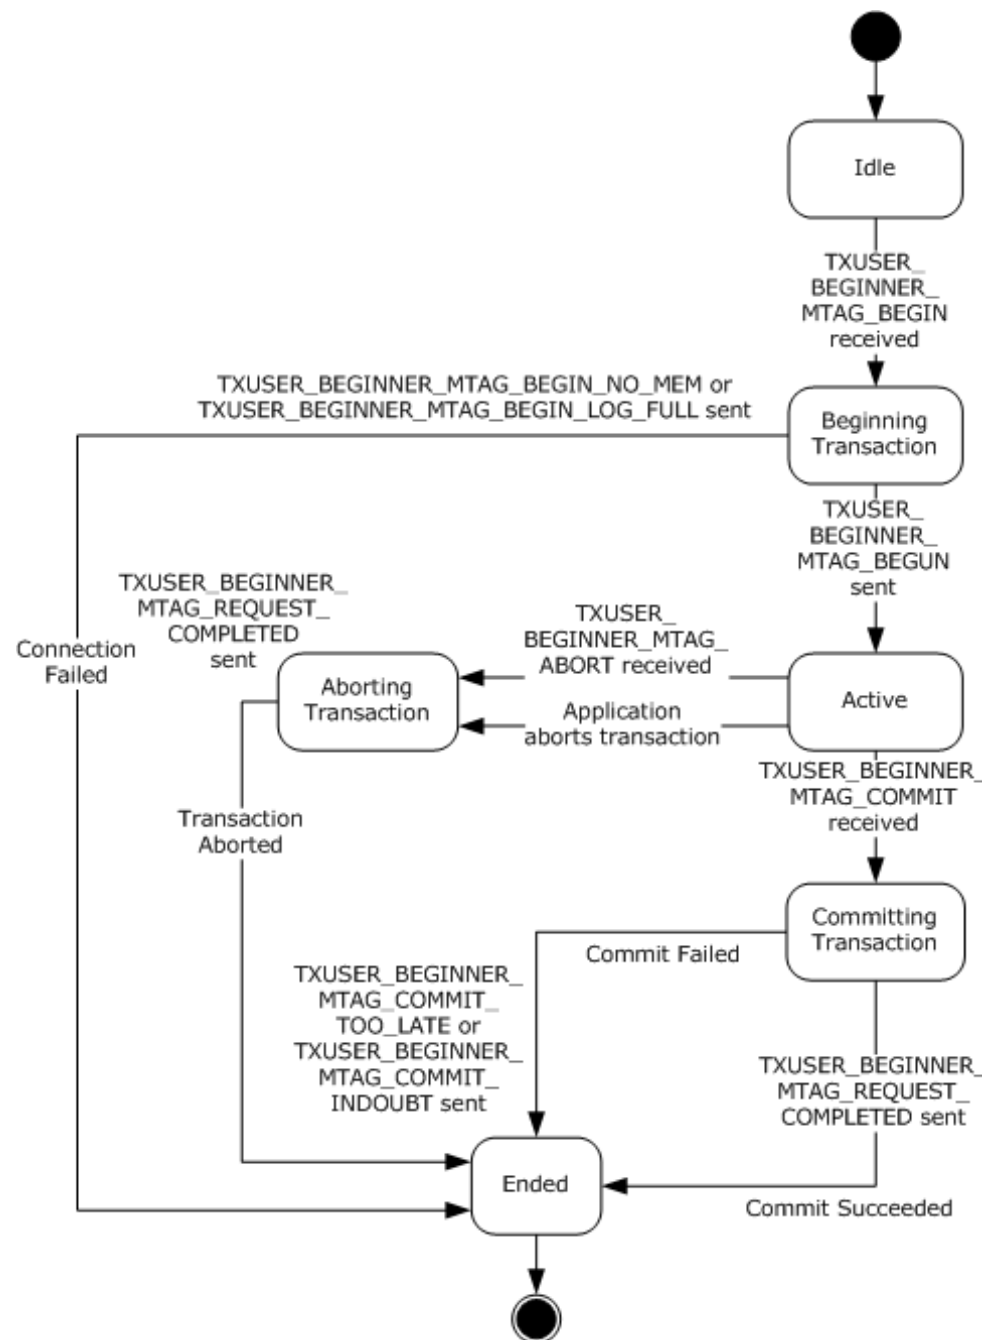 Idle
TXUSER_
BEGINNER_
MTAG_BEGIN
received
TXUSER_BEGINNER_MTAG_BEGIN_NO_MEM or
TXUSER_BEGINNER_MTAG_BEGIN_LOG_FULL sent
Beginning
Transaction
TXUSER_
BEGINNER_
MTAG_BEGUN
sent
TXUSER_BEGINNER_
MTAG_REQUEST_
COMPLETED
sent
Connection
Failed
TXUSER_
BEGINNER_MTAG_
ABORT received
Aborting
Transaction
Application
aborts transaction
Active
TXUSER_BEGINNER_
MTAG_COMMIT
received
Transaction
Aborted
Committing
Transaction
Commit Failed
TXUSER_BEGINNER_
MTAG_COMMIT_
TOO_LATE or
TXUSER_BEGINNER_
MTAG_COMMIT_
INDOUBT sent
TXUSER_BEGINNER_
MTAG_REQUEST_
COMPLETED sent
Ended
Commit Succeeded